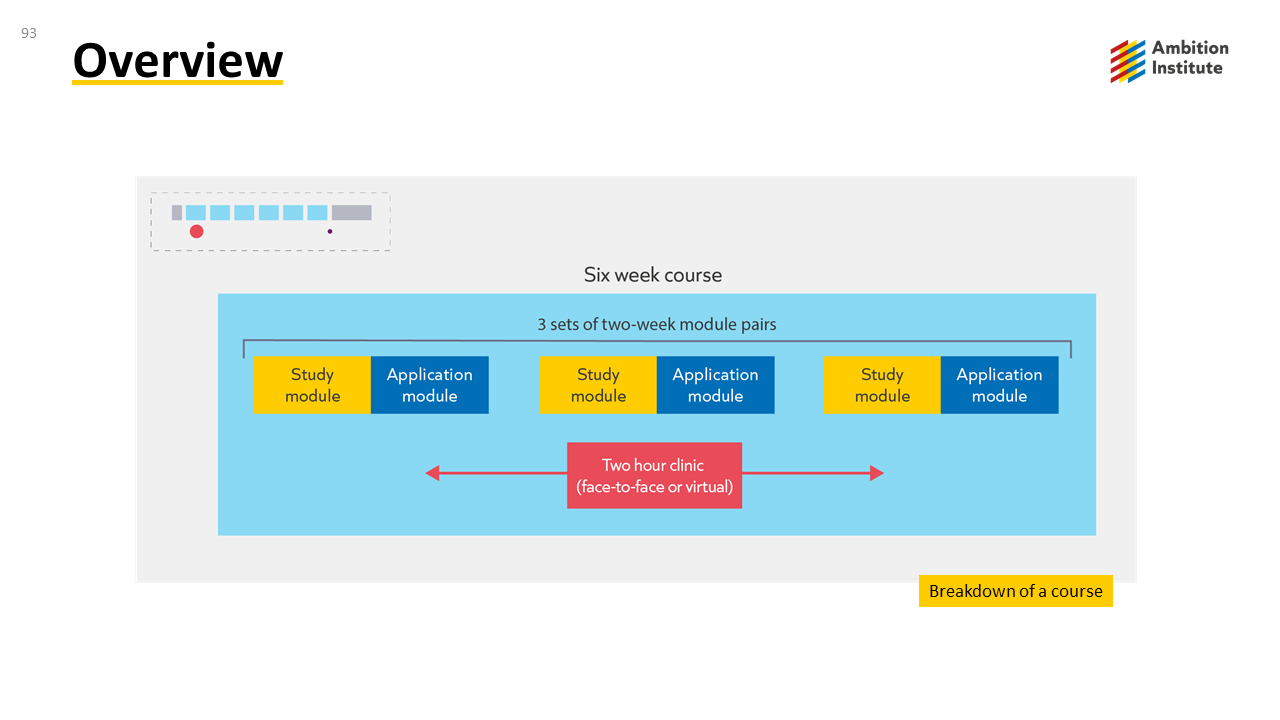 93
Overview
Ambition
Institute
Six week course
3 sets of two-week module pairs
Study
module
Application
module
Study
module
Application
module
Study
module
Application
module
Two hour clinic
(face-to-face or virtual)
Breakdown of a course